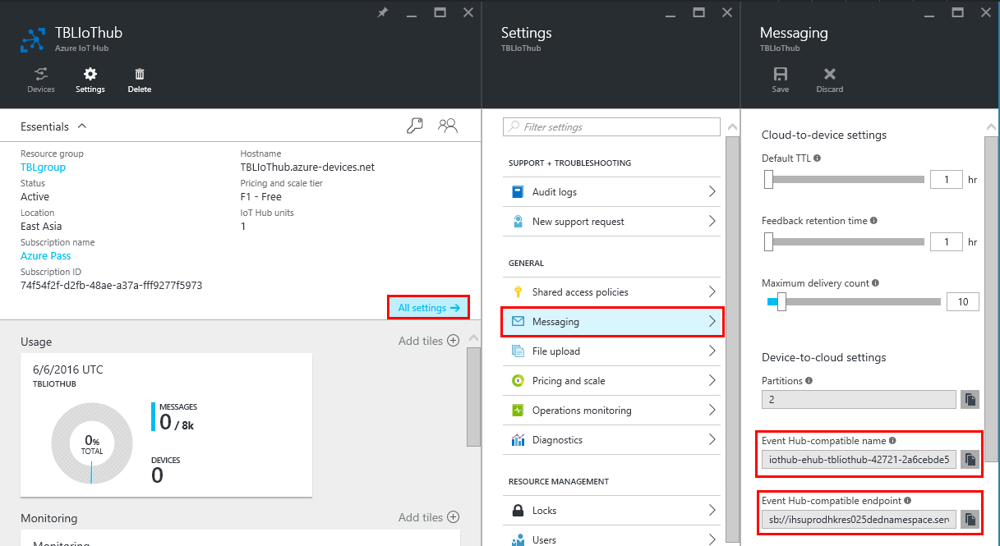 TBLIoThub
Azure IoT Hub
Devices
Settings
Delete
Essentials
Resource group
TBLgroup
Status
Active
Location
East Asia
Subscription name
Azure Pass
Subscription ID
74f54f2f-d2fb-48ae-a37a-fff9277f5973
Hostname
TBLIoThub.azure-devices.net
Pricing and scale tier
F1 - Free
IoT Hub units
1
All settings →
Usage
Add tiles
6/6/2016 UTC
TBLIOTHUB
0%
TOTAL
MESSAGES
0 / 8k
DEVICES
0
Monitoring
Add tiles
Monitoring
Settings
TBLIoThub
Filter settings
SUPPORT + TROUBLESHOOTING
Audit logs
New support request
GENERAL
Shared access policies
Messaging
File upload
Pricing and scale
Operations monitoring
Diagnostics
RESOURCE MANAGEMENT
Locks
Users
Messaging
TBLIoThub
Save
Discard
Cloud-to-device settings
Default TTL
1 hr
Feedback retention time
1 hr
Maximum delivery count
10
Device-to-cloud settings
Partitions
2
Event Hub-compatible name
iothub-ehub-tbliothub-42721-2a6cebde5
Event Hub-compatible endpoint
sb://ihsuprodhkres025dednamespace.serv